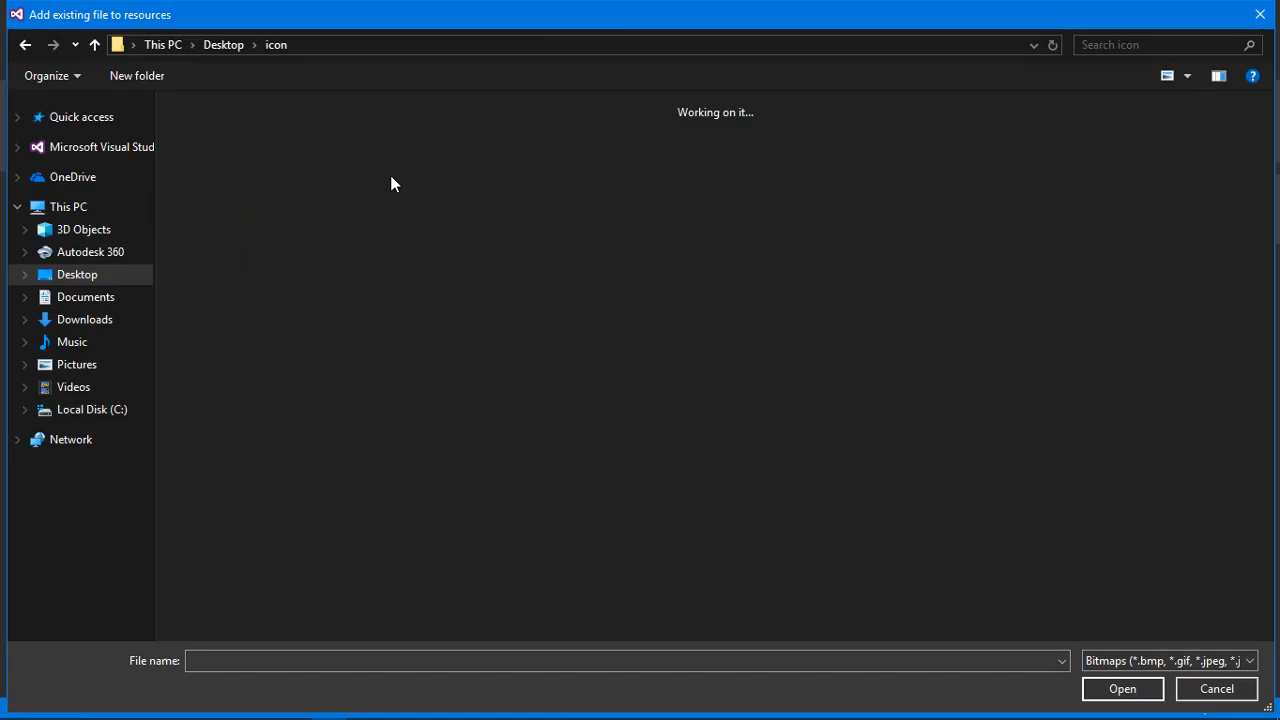 Add existing file to resources
This PC
Desktop
icon
Search icon
Organize
New folder
Working on it...
Quick access
Microsoft Visual Stud
OneDrive
This PC
3D Objects
Autodesk 360
Desktop
Documents
Downloads
Music
Pictures
Videos
Local Disk (C:)
Network
File name:
Bitmaps (*.bmp, *.gif, *.jpeg, *.j
Open
Cancel